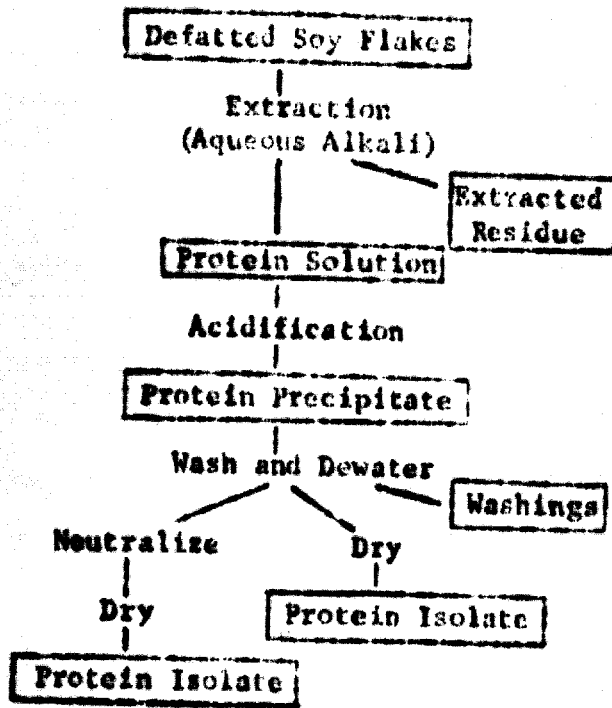 Defatted Soy Flakes
Extraction
(Aqueous Alkali)
Extracted
Residue
Protein Solution
Acidification
Protein Precipitate
Wash and Dewater
Washings
Neutralize
Dry
Dry
Protein Isolate
Protein Isolate